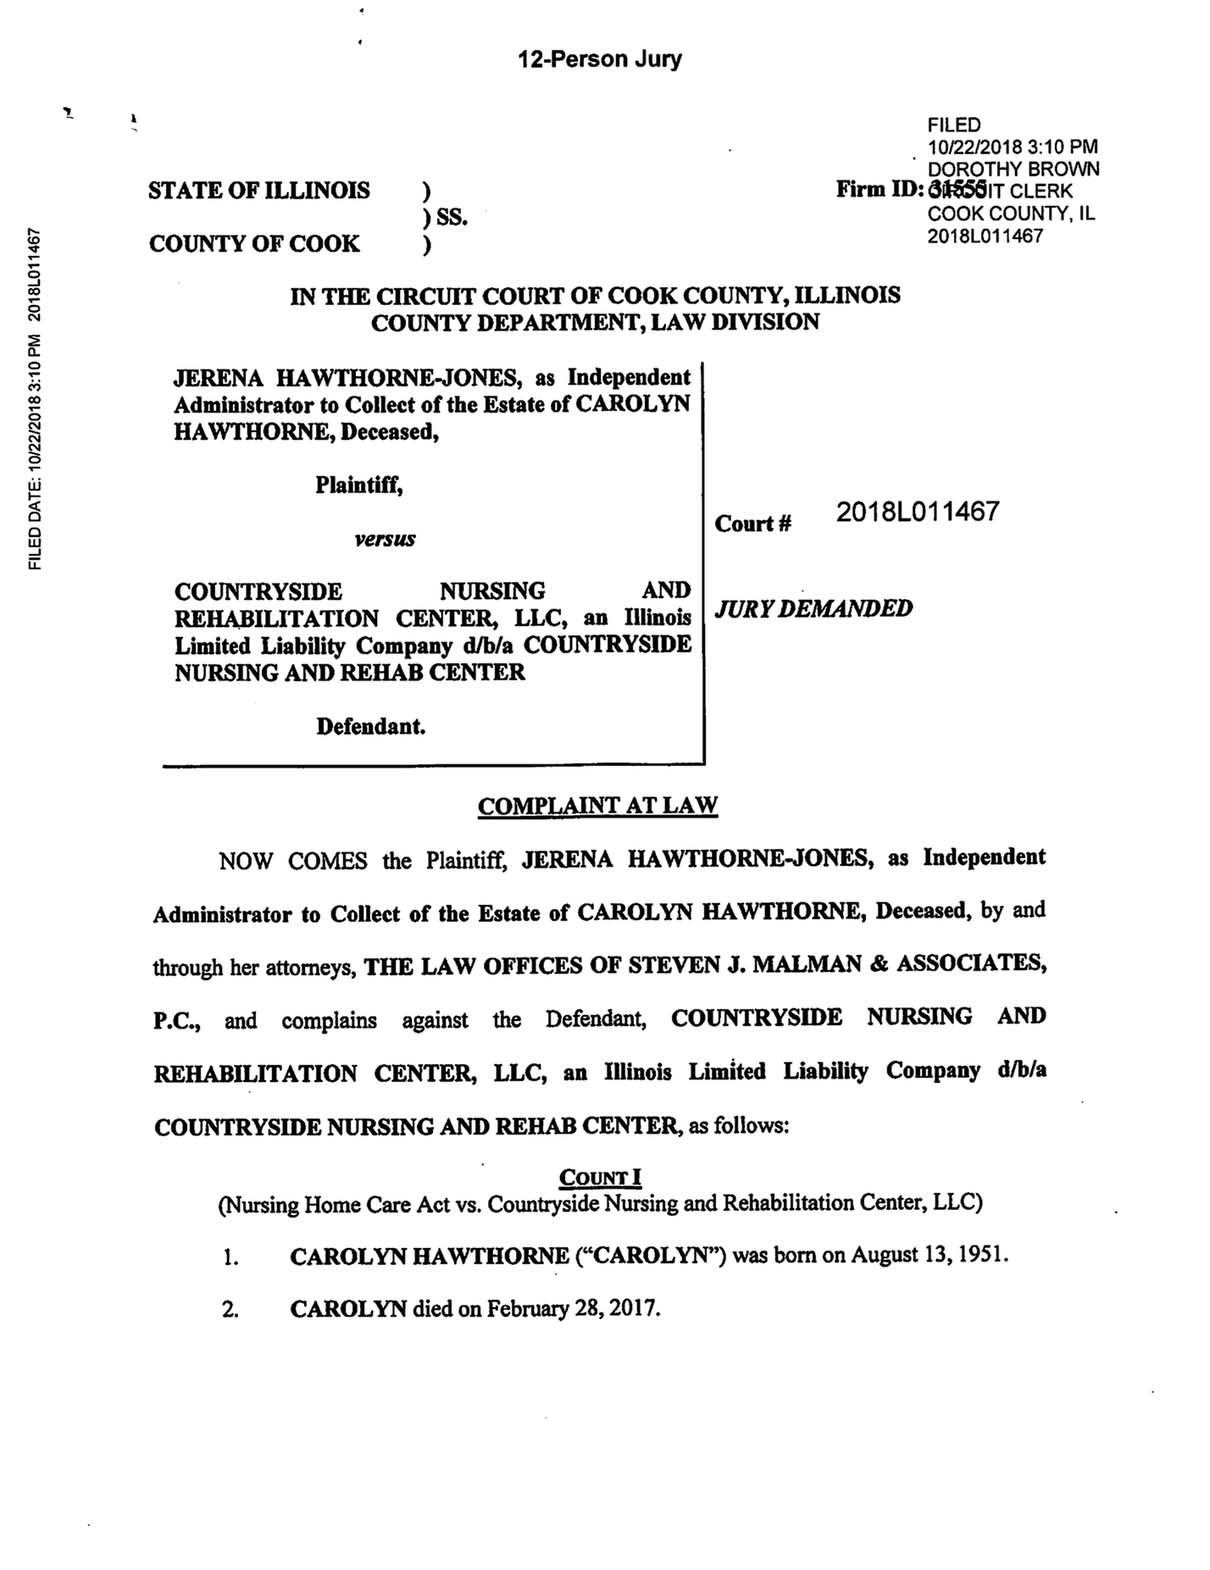 12-Person Jury
FILED
10/22/2018 3:10 PM
DOROTHY BROWN
STATE OF ILLINOIS )
Firm ID: 31556
CIRCUIT CLERK
) SS.
COOK COUNTY, IL
COUNTY OF COOK )
2018L011467
FILED DATE: 10/22/2018 3:10 PM 2018L011467
IN THE CIRCUIT COURT OF COOK COUNTY, ILLINOIS
COUNTY DEPARTMENT, LAW DIVISION
JERENA HAWTHORNE-JONES, as Independent
Administrator to Collect of the Estate of CAROLYN
HAWTHORNE, Deceased,
Plaintiff,
versus
Court # 2018L011467
COUNTRYSIDE NURSING AND
REHABILITATION CENTER, LLC, an Illinois
Limited Liability Company d/b/a COUNTRYSIDE
NURSING AND REHAB CENTER
JURY DEMANDED
Defendant.
COMPLAINT AT LAW
NOW COMES the Plaintiff, JERENA HAWTHORNE-JONES, as Independent
Administrator to Collect of the Estate of CAROLYN HAWTHORNE, Deceased, by and
through her attorneys, THE LAW OFFICES OF STEVEN J. MALMAN & ASSOCIATES,
P.C., and complains against the Defendant, COUNTRYSIDE NURSING AND
REHABILITATION CENTER, LLC, an Illinois Limited Liability Company d/b/a
COUNTRYSIDE NURSING AND REHAB CENTER, as follows:
COUNT I
(Nursing Home Care Act vs. Countryside Nursing and Rehabilitation Center, LLC)
1. CAROLYN HAWTHORNE (“CAROLYN”) was born on August 13, 1951.
2. CAROLYN died on February 28, 2017.